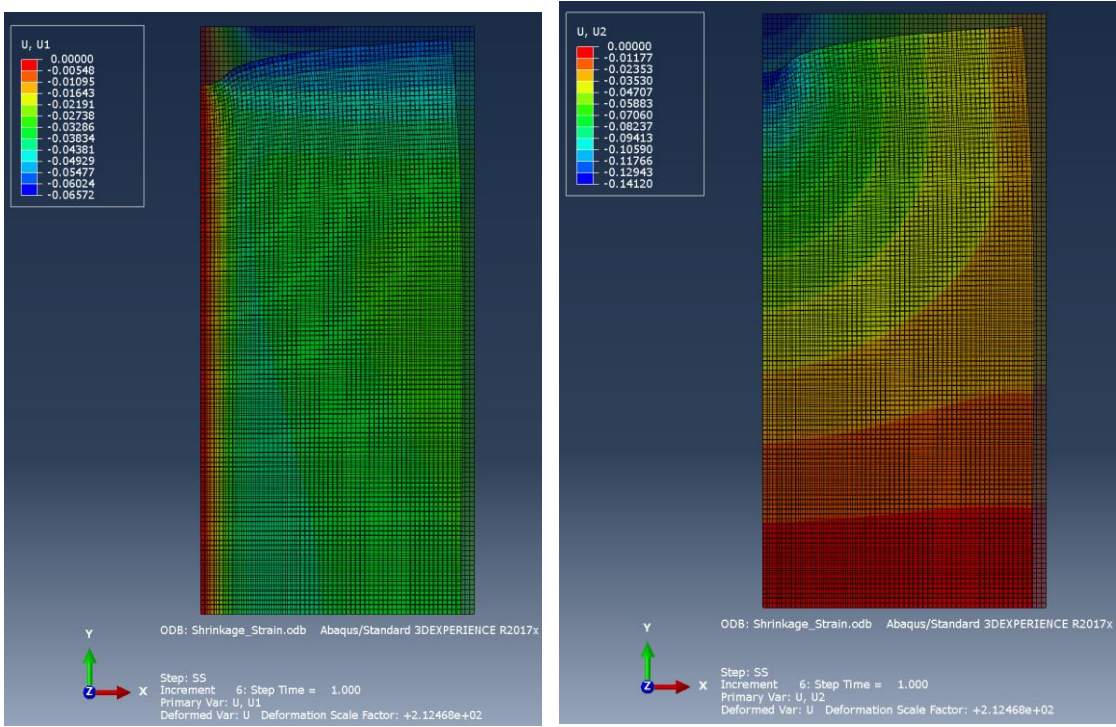 U, U1
0.00000
-0.00548
-0.01095
-0.01643
-0.02191
-0.02738
-0.03286
-0.03834
-0.04381
-0.04929
-0.05477
-0.06024
-0.06572
ODB: Shrinkage_Strain.odb Abaqus/Standard 3DEXPERIENCE R2017x
Y
Z
X
Step: SS
Increment 6: Step Time = 1.000
Primary Var: U, U1
Deformed Var: U Deformation Scale Factor: +2.12468e+02
U, U2
0.00000
-0.01177
-0.02353
-0.03530
-0.04707
-0.05883
-0.07060
-0.08237
-0.09413
-0.10590
-0.11766
-0.12943
-0.14120
ODB: Shrinkage_Strain.odb Abaqus/Standard 3DEXPERIENCE R2017x
Y
Z
X
Step: SS
Increment 6: Step Time = 1.000
Primary Var: U, U2
Deformed Var: U Deformation Scale Factor: +2.12468e+02